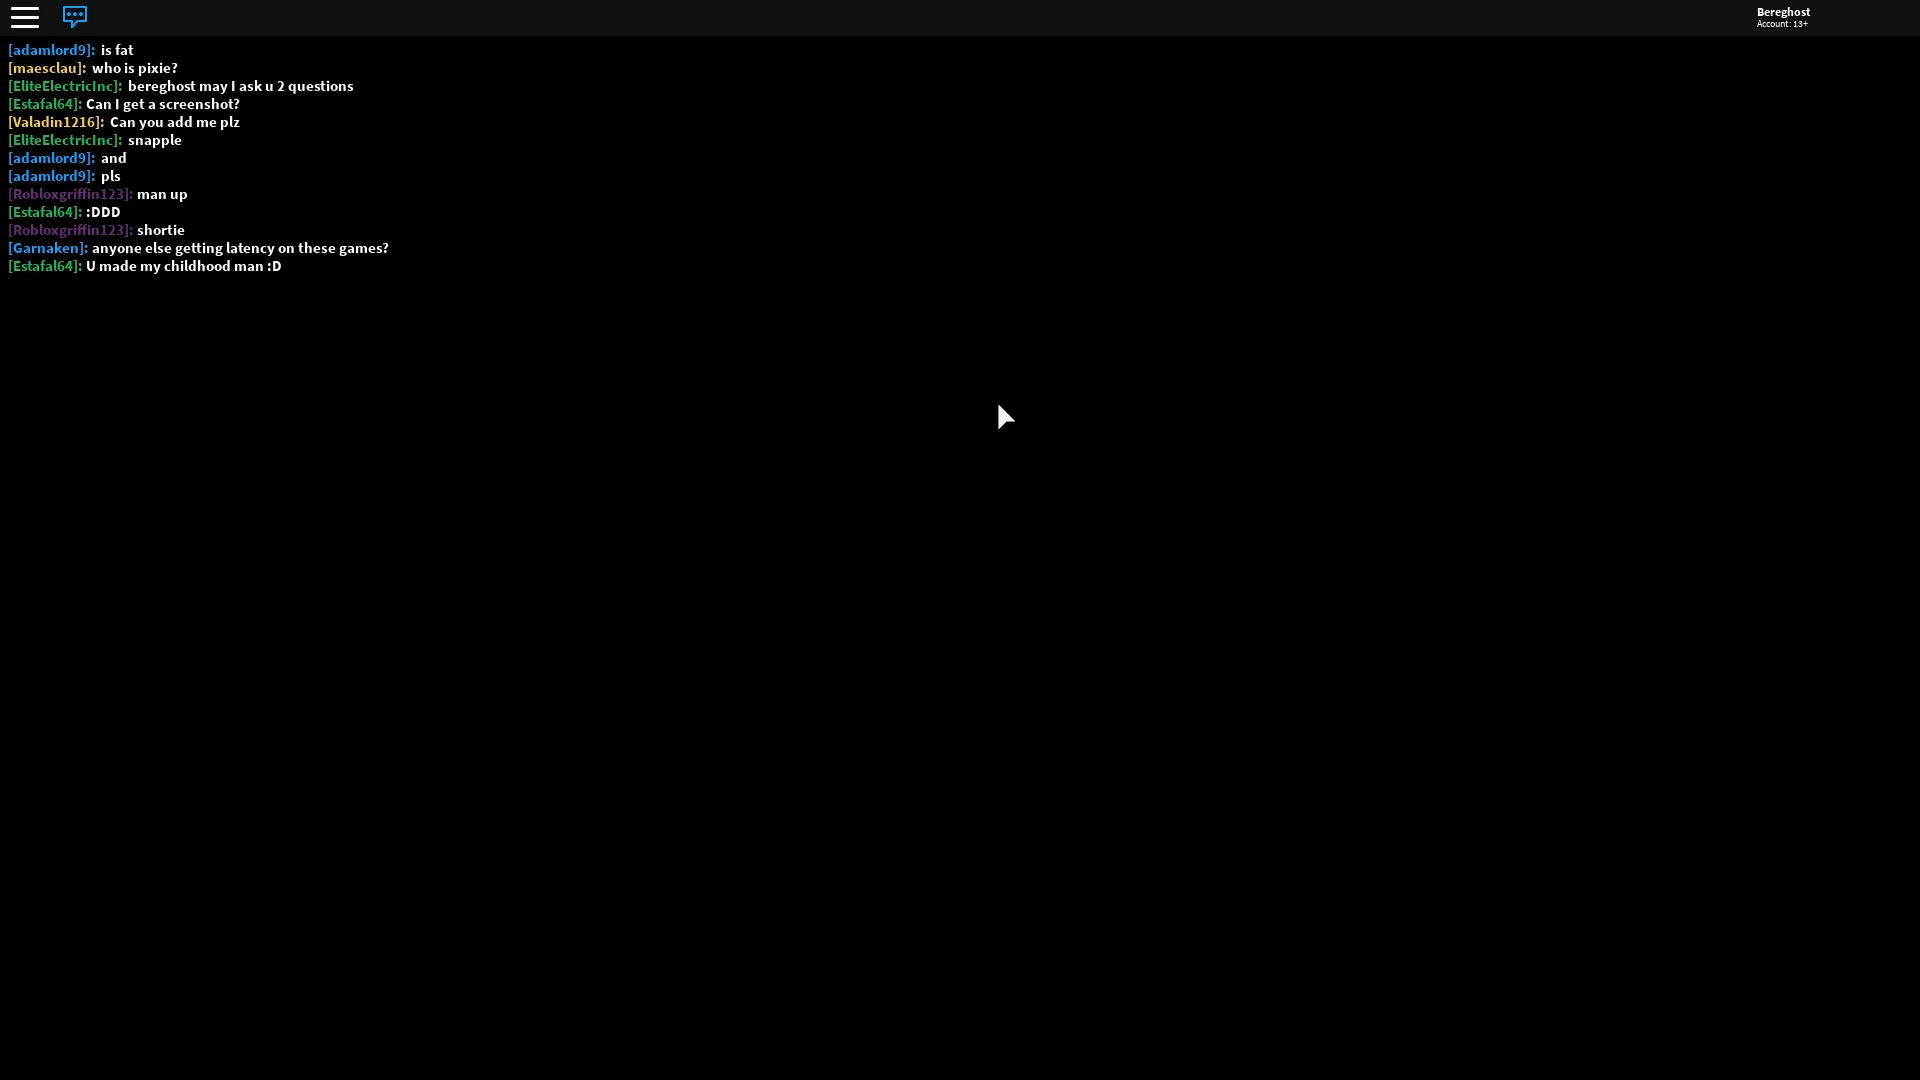 Bereghost
Account: 13+
[adamlord9]: is fat
[maesclau]: who is pixie?
[EliteElectricInc]: bereghost may I ask u 2 questions
[Estafal64]: Can I get a screenshot?
[Valadin1216]: Can you add me plz
[EliteElectricInc]: snapple
[adamlord9]: and
[adamlord9]: pls
[Robloxgriffin123]: man up
[Estafal64]: :DDD
[Robloxgriffin123]: shortie
[Garnaken]: anyone else getting latency on these games?
[Estafal64]: U made my childhood man :D